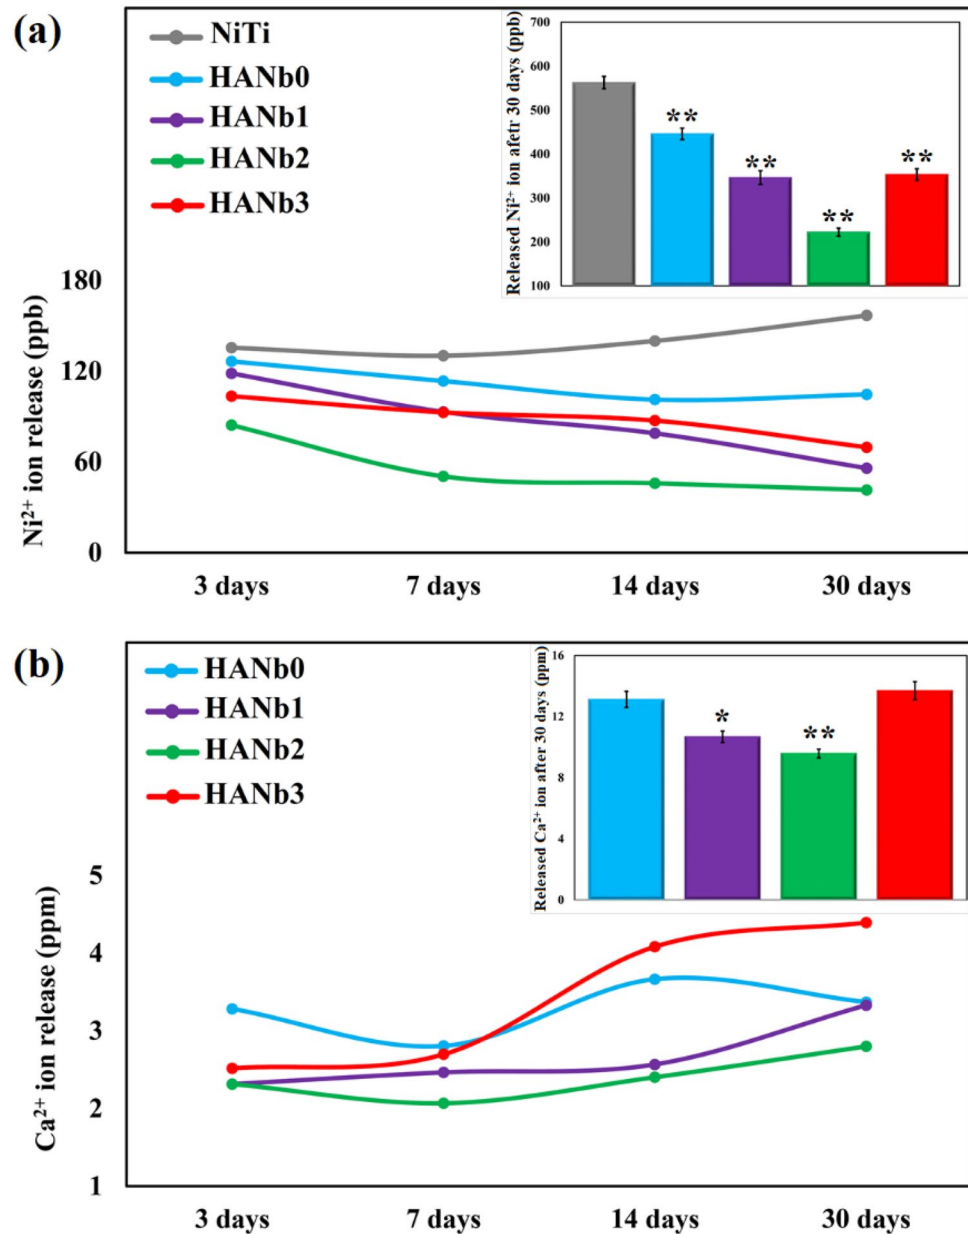 (a)
NiTi
HANb0
HANb1
HANb2
HANb3
Released Ni²⁺ ion afetr 30 days (ppb)
700
600
500
400
300
200
100
**
**
**
**
Ni²⁺ ion release (ppb)
180
120
60
0
3 days
7 days
14 days
30 days
(b)
HANb0
HANb1
HANb2
HANb3
Released Ca²⁺ ion after 30 days (ppm)
16
12
8
4
0
*
**
Ca²⁺ ion release (ppm)
5
4
3
2
1
3 days
7 days
14 days
30 days